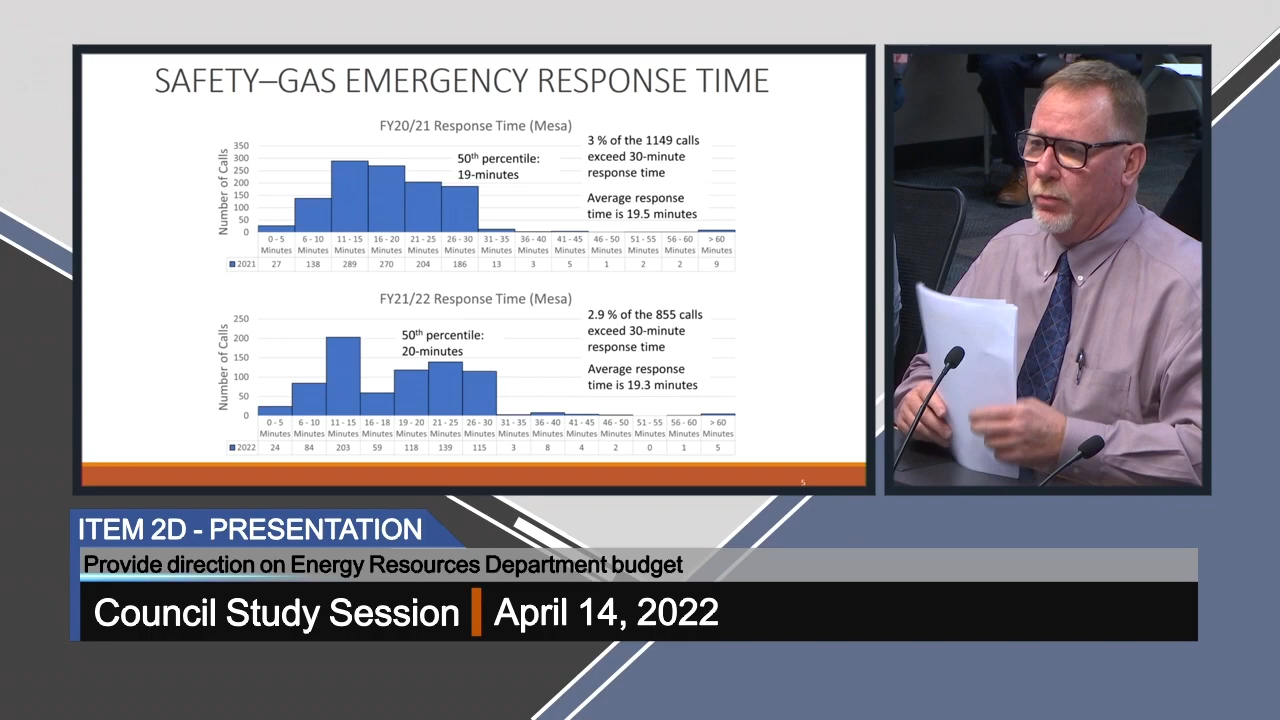 SAFETY–GAS EMERGENCY RESPONSE TIME
FY20/21 Response Time (Mesa)
Number of Calls
350
300
250
200
150
100
50
0
50th percentile:
19-minutes
3 % of the 1149 calls
exceed 30-minute
response time
Average response
time is 19.5 minutes
0 - 5 6 - 10 11 - 15 16 - 20 21 - 25 26 - 30 31 - 35 36 - 40 41 - 45 46 - 50 51 - 55 56 - 60 > 60
Minutes Minutes Minutes Minutes Minutes Minutes Minutes Minutes Minutes Minutes Minutes Minutes Minutes
2021 27 138 289 270 204 186 13 3 5 1 2 2 9
FY21/22 Response Time (Mesa)
Number of Calls
250
200
150
100
50
0
50th percentile:
20-minutes
2.9 % of the 855 calls
exceed 30-minute
response time
Average response
time is 19.3 minutes
0 - 5 6 - 10 11 - 15 16 - 18 19 - 20 21 - 25 26 - 30 31 - 35 36 - 40 41 - 45 46 - 50 51 - 55 56 - 60 > 60
Minutes Minutes Minutes Minutes Minutes Minutes Minutes Minutes Minutes Minutes Minutes Minutes Minutes Minutes
2022 24 84 203 59 118 139 115 3 8 4 2 0 1 5
5
ITEM 2D - PRESENTATION
Provide direction on Energy Resources Department budget
Council Study Session April 14, 2022